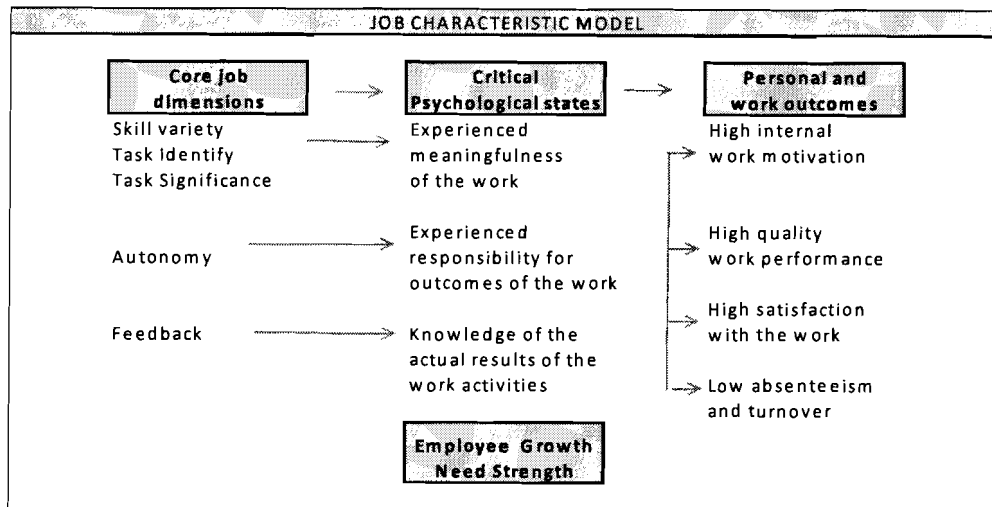 JOB CHARACTERISTIC MODEL
Core job
dimensions
Critical
Psychological states
Personal and
work outcomes
Skill variety
Task Identify
Task Significance
Experienced
meaningfulness
of the work
High internal
work motivation
Autonomy
Experienced
responsibility for
outcomes of the work
High quality
work performance
Feedback
Knowledge of the
actual results of the
work activities
High satisfaction
with the work
Low absenteeism
and turnover
Employee Growth
Need Strength